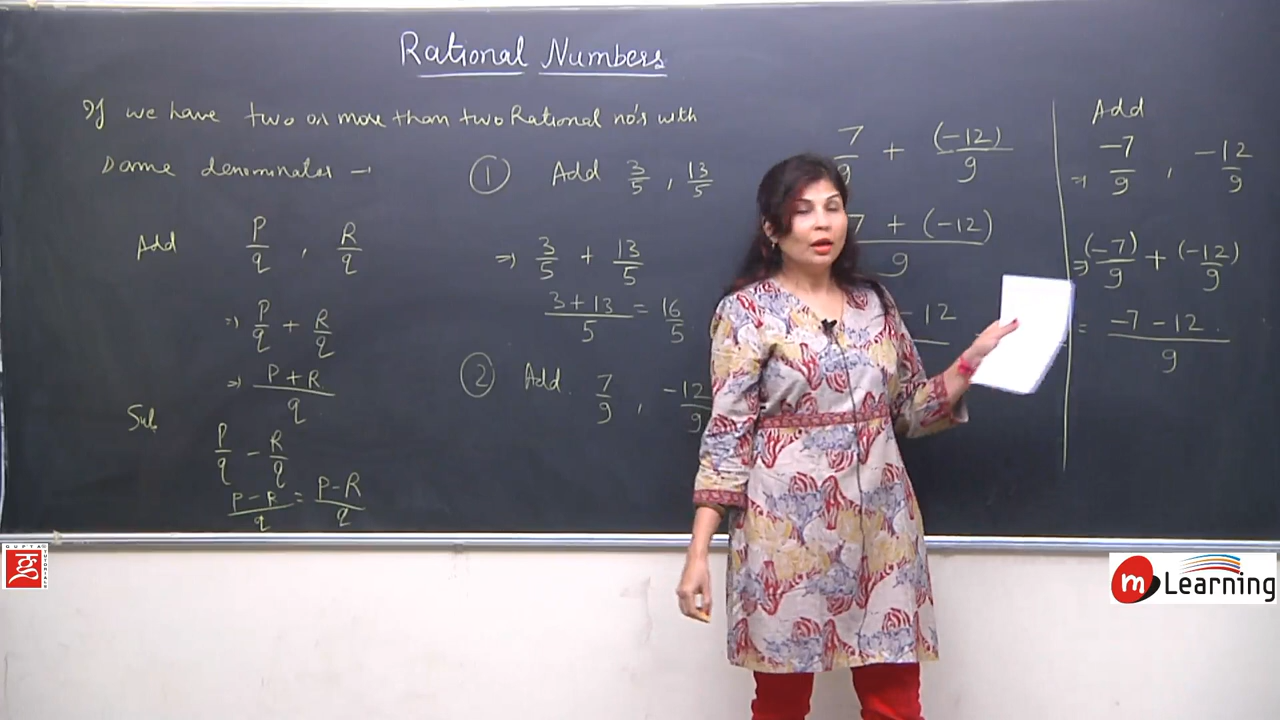 Rational Numbers
If we have two or more than two Rational no's with
Same denominator →
Add P/q , R/q
⇒ P/q + R/q
⇒ P+R/q
Sub
P/q - R/q
P-R/q = P-R/q
① Add 3/5 , 13/5
⇒ 3/5 + 13/5
3+13/5 = 16/5
② Add. 7/9 , -12/9
7/9 + (-12)/9
7 + (-12)/9
-12
Add
⇒ -7/9 , -12/9
⇒ (-7)/9 + (-12)/9
= -7-12/9
GUPTA TUTORIALS
m Learning